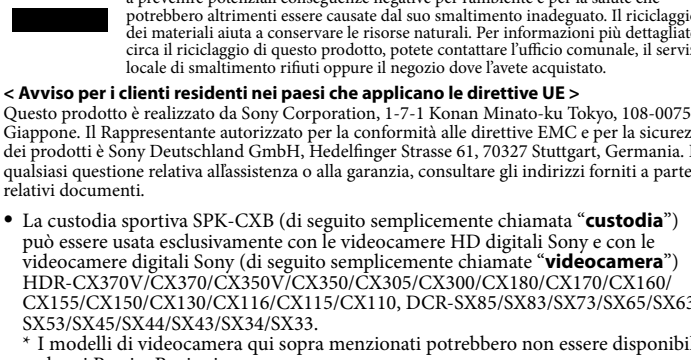 a prevenire potenziali conseguenze negative per l'ambiente e per la salute che
potrebbero altrimenti essere causate dal suo smaltimento inadeguato. Il riciclaggio
dei materiali aiuta a conservare le risorse naturali. Per informazioni più dettagliate
circa il riciclaggio di questo prodotto, potete contattare l'ufficio comunale, il servi
locale di smaltimento rifiuti oppure il negozio dove l'avete acquistato.
< Avviso per i clienti residenti nei paesi che applicano le direttive UE >
Questo prodotto è realizzato da Sony Corporation, 1-7-1 Konan Minato-ku Tokyo, 108-0075
Giappone. Il Rappresentante autorizzato per la conformità alle direttive EMC e per la sicurez
dei prodotti è Sony Deutschland GmbH, Hedelfinger Strasse 61, 70327 Stuttgart, Germania.
qualsiasi questione relativa all'assistenza o alla garanzia, consultare gli indirizzi forniti a parte
relativi documenti.
• La custodia sportiva SPK-CXB (di seguito semplicemente chiamata “custodia”)
può essere usata esclusivamente con le videocamere HD digitali Sony e con le
videocamere digitali Sony (di seguito semplicemente chiamate “videocamera”)
HDR-CX370V/CX370/CX350V/CX350/CX305/CX300/CX180/CX170/CX160/
CX155/CX150/CX130/CX116/CX115/CX110, DCR-SX85/SX83/SX73/SX65/SX63
SX53/SX45/SX44/SX43/SX34/SX33.
* I modelli di videocamera qui sopra menzionati potrebbero non essere disponibi